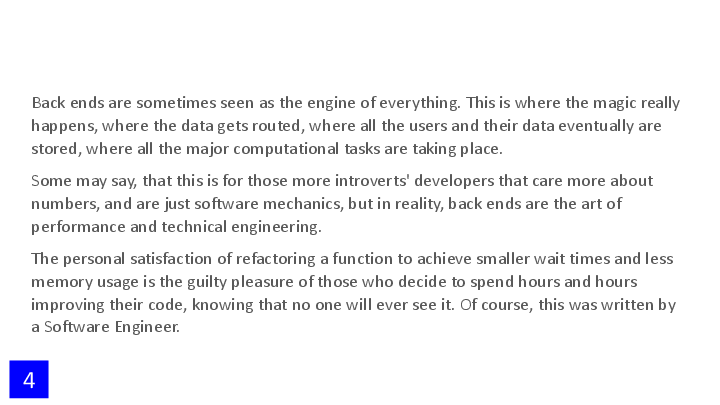 Back ends are sometimes seen as the engine of everything. This is where the magic really
happens, where the data gets routed, where all the users and their data eventually are
stored, where all the major computational tasks are taking place.
Some may say, that this is for those more introverts' developers that care more about
numbers, and are just software mechanics, but in reality, back ends are the art of
performance and technical engineering.
The personal satisfaction of refactoring a function to achieve smaller wait times and less
memory usage is the guilty pleasure of those who decide to spend hours and hours
improving their code, knowing that no one will ever see it. Of course, this was written by
a Software Engineer.
4